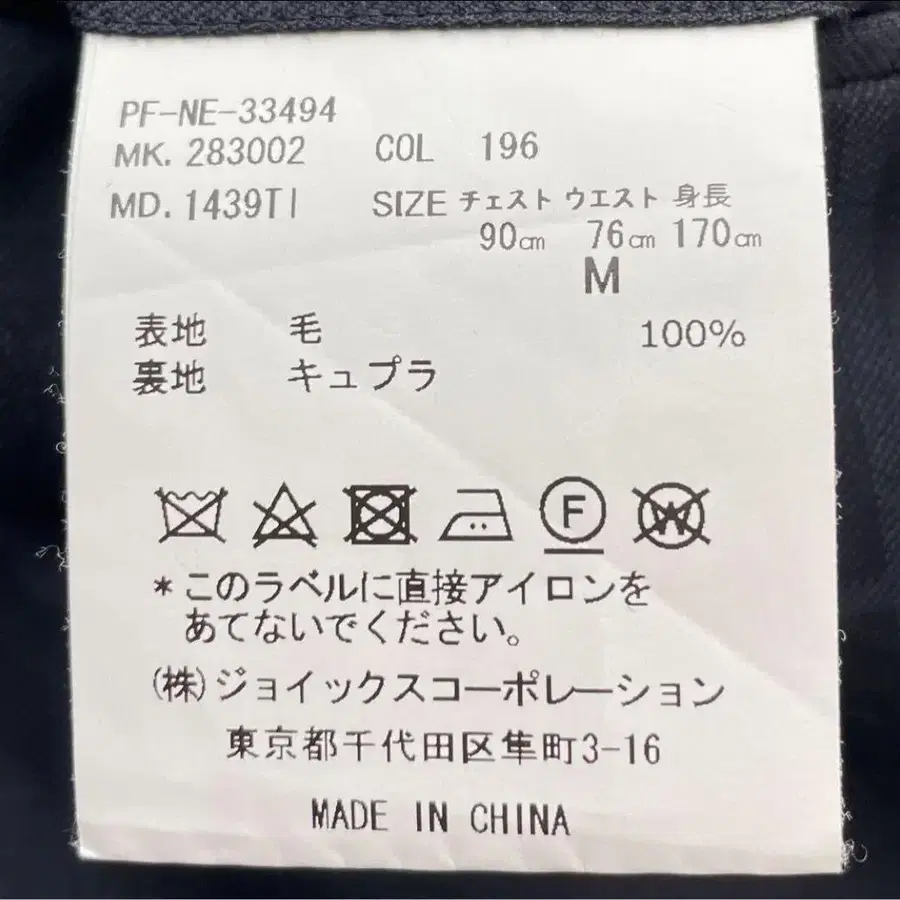 PF-NE-33494
MK. 283002 COL 196
MD. 1439TI SIZE チェスト ウエスト 身長
90㎝ 76㎝ 170㎝
M
表地 毛 100%
裏地 キュプラ
F W
*このラベルに直接アイロンを
あてないでください。
(株)ジョイックスコーポレーション
東京都千代田区隼町3-16
MADE IN CHINA